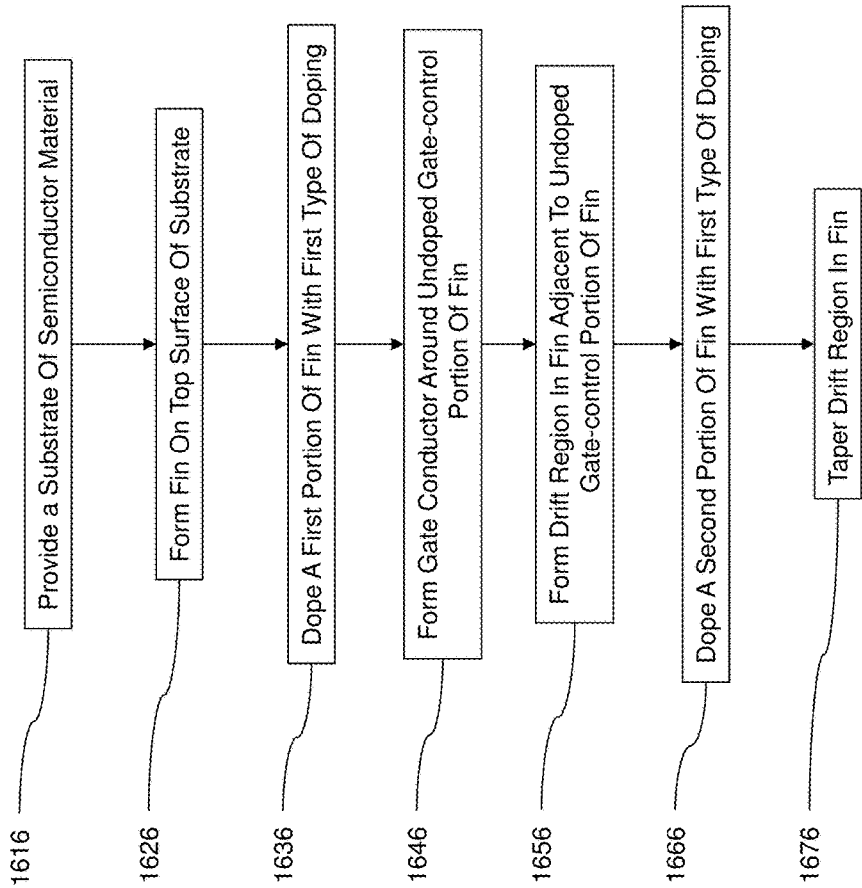 1616
Provide a Substrate Of Semiconductor Material
1626
Form Fin On Top Surface Of Substrate
1636
Dope A First Portion Of Fin With First Type Of Doping
1646
Form Gate Conductor Around Undoped Gate-control
Portion Of Fin
1656
Form Drift Region In Fin Adjacent To Undoped
Gate-control Portion Of Fin
1666
Dope A Second Portion Of Fin With First Type Of Doping
1676
Taper Drift Region In Fin